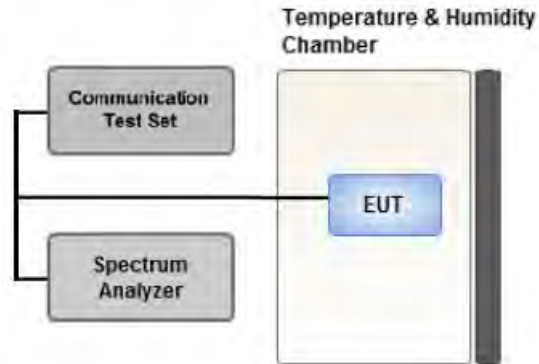 Temperature & Humidity
Chamber
Communication
Test Set
EUT
Spectrum
Analyzer